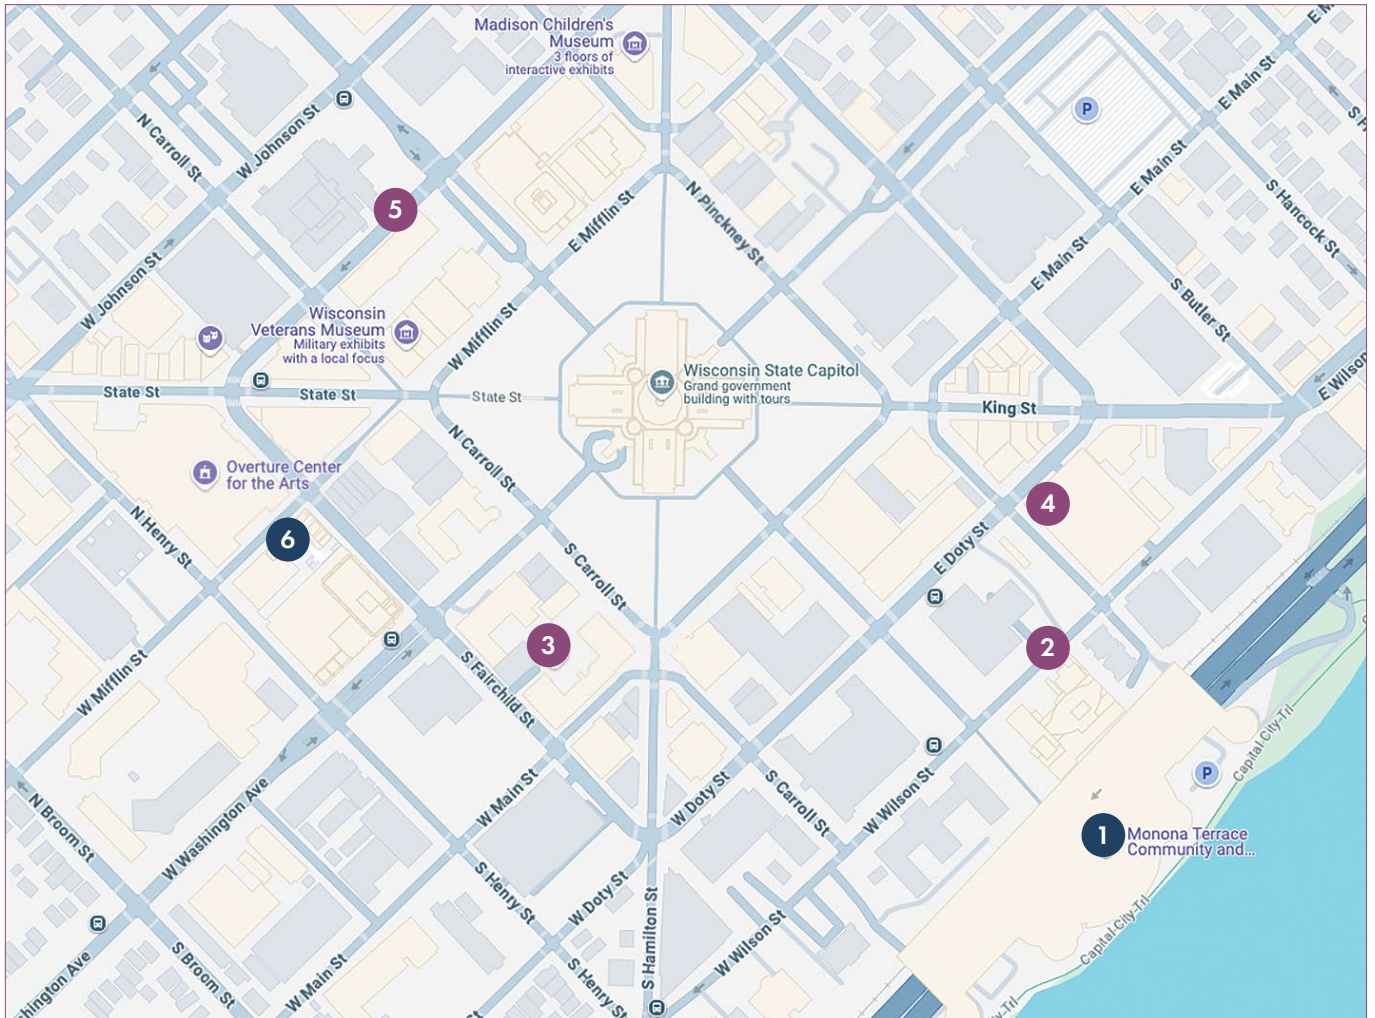 Madison Children's
Museum
3 floors of
interactive exhibits
E M
E Main St
P
N Carroll St
W Johnson St
E Main St
S H
5
E Mifflin St
N Pinckney St
S Hancock St
W Johnson St
E Main St
S Butler St
Wisconsin
Veterans Museum
Military exhibits
with a local focus
W Mifflin St
Wisconsin State Capitol
Grand government
building with tours
E Wilson
State St
State St
State St
King St
N Carroll St
Overture Center
for the Arts
4
N Henry St
6
E Doty St
S Carroll St
3
2
W Mifflin St
S Fairchild St
Capital City Trl
P
W Main St
W Doty St
S Carroll St
W Wilson St
N Broom St
W Washington Ave
1
Monona Terrace
Community and...
S Henry St
W Doty St
S Hamilton St
W Wilson St
Capital City Trl
S Broom St
W Main St
S Henry St
hington Ave
ty-Trl